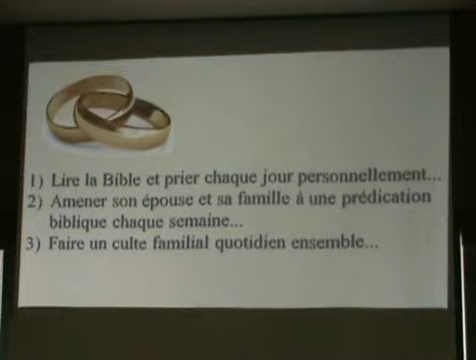 1) Lire la Bible et prier chaque jour personnellement...
2) Amener son épouse et sa famille à une prédication
biblique chaque semaine...
3) Faire un culte familial quotidien ensemble...